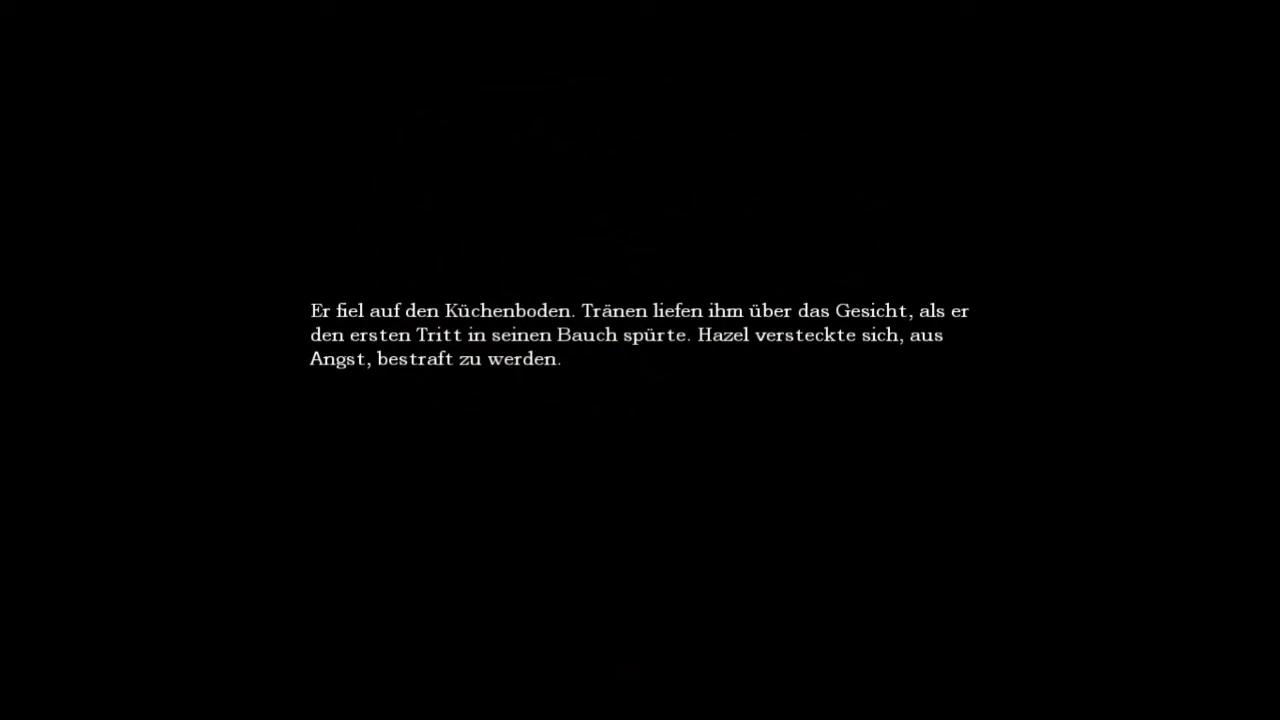 Er fiel auf den Küchenboden. Tränen liefen ihm über das Gesicht, als er
den ersten Tritt in seinen Bauch spürte. Hazel versteckte sich, aus
Angst, bestraft zu werden.